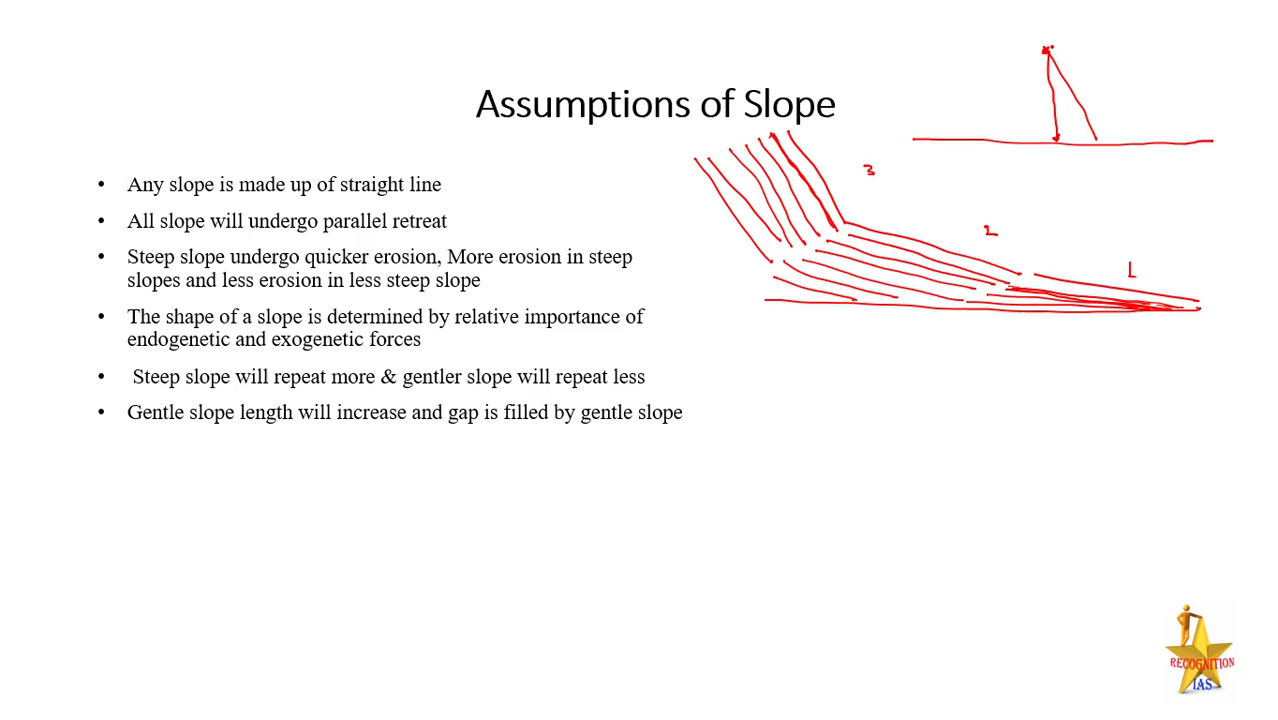 Assumptions of Slope
• Any slope is made up of straight line
• All slope will undergo parallel retreat
• Steep slope undergo quicker erosion, More erosion in steep
slopes and less erosion in less steep slope
• The shape of a slope is determined by relative importance of
endogenetic and exogenetic forces
• Steep slope will repeat more & gentler slope will repeat less
• Gentle slope length will increase and gap is filled by gentle slope
3
2
1
RECOGNITION
IAS